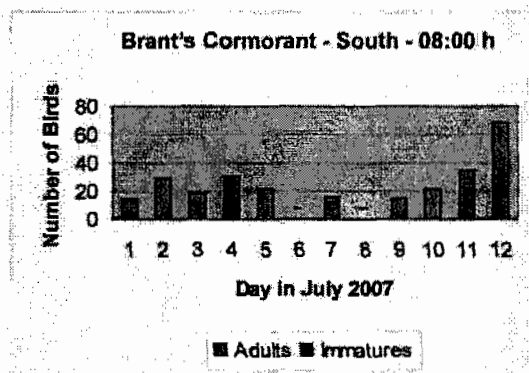 Brant's Cormorant - South - 08:00 h
Number of Birds
80
60
40
20
0
1 2 3 4 5 6 7 8 9 10 11 12
Day in July 2007
Adults Immatures